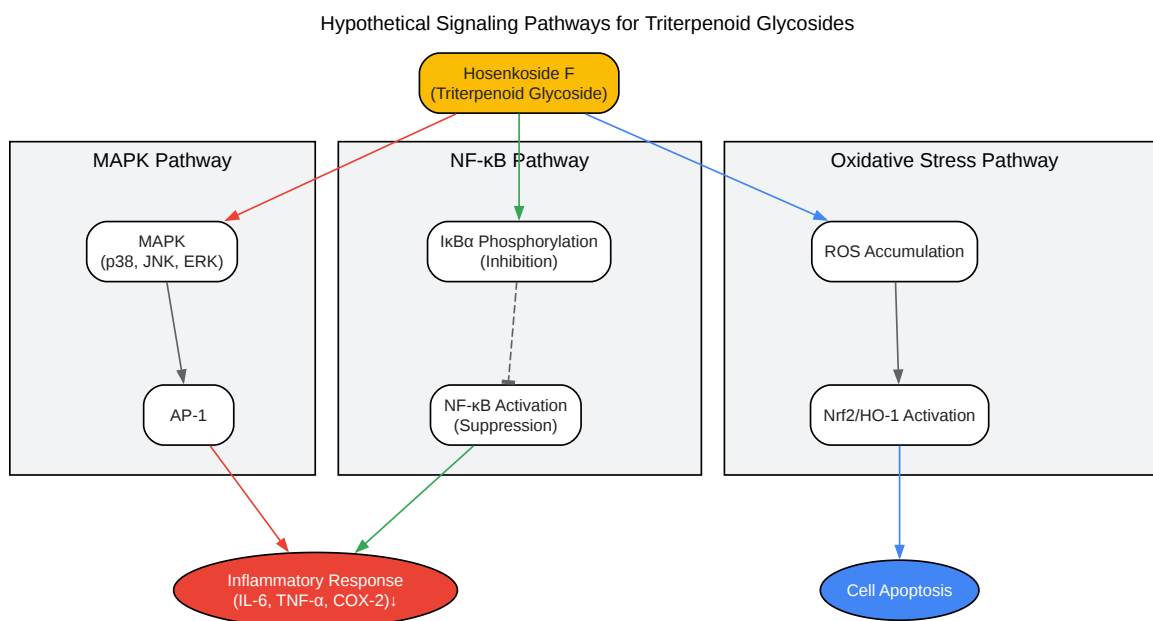 Hypothetical Signaling Pathways for Triterpenoid Glycosides
Hosenkoside F
(Triterpenoid Glycoside)
MAPK Pathway
NF-κB Pathway
Oxidative Stress Pathway
MAPK
(p38, JNK, ERK)
IκBα Phosphorylation
(Inhibition)
ROS Accumulation
AP-1
NF-κB Activation
(Suppression)
Nrf2/HO-1 Activation
Inflammatory Response
(IL-6, TNF-α, COX-2)↓
Cell Apoptosis